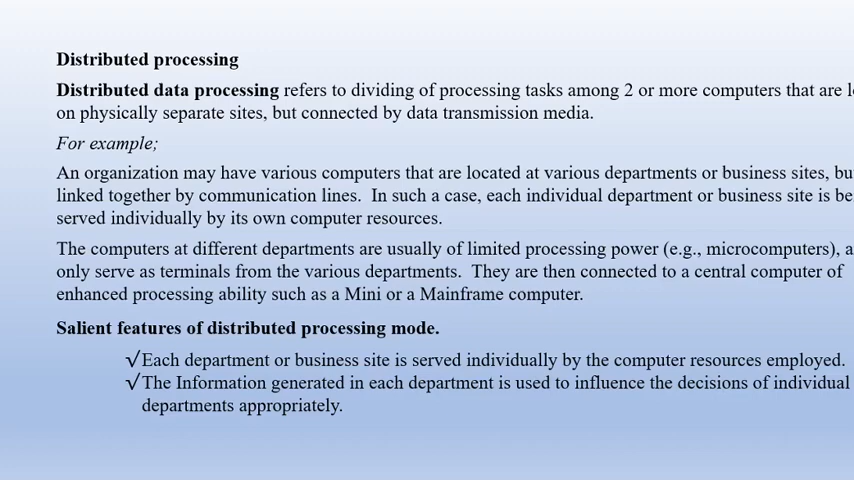 Distributed processing
Distributed data processing refers to dividing of processing tasks among 2 or more computers that are
on physically separate sites, but connected by data transmission media.
For example;
An organization may have various computers that are located at various departments or business sites,
linked together by communication lines.  In such a case, each individual department or business site is
served individually by its own computer resources.
The computers at different departments are usually of limited processing power (e.g., microcomputers),
only serve as terminals from the various departments.  They are then connected to a central computer of
enhanced processing ability such as a Mini or a Mainframe computer.
Salient features of distributed processing mode.
√Each department or business site is served individually by the computer resources employed.
√The Information generated in each department is used to influence the decisions of individual
departments appropriately.